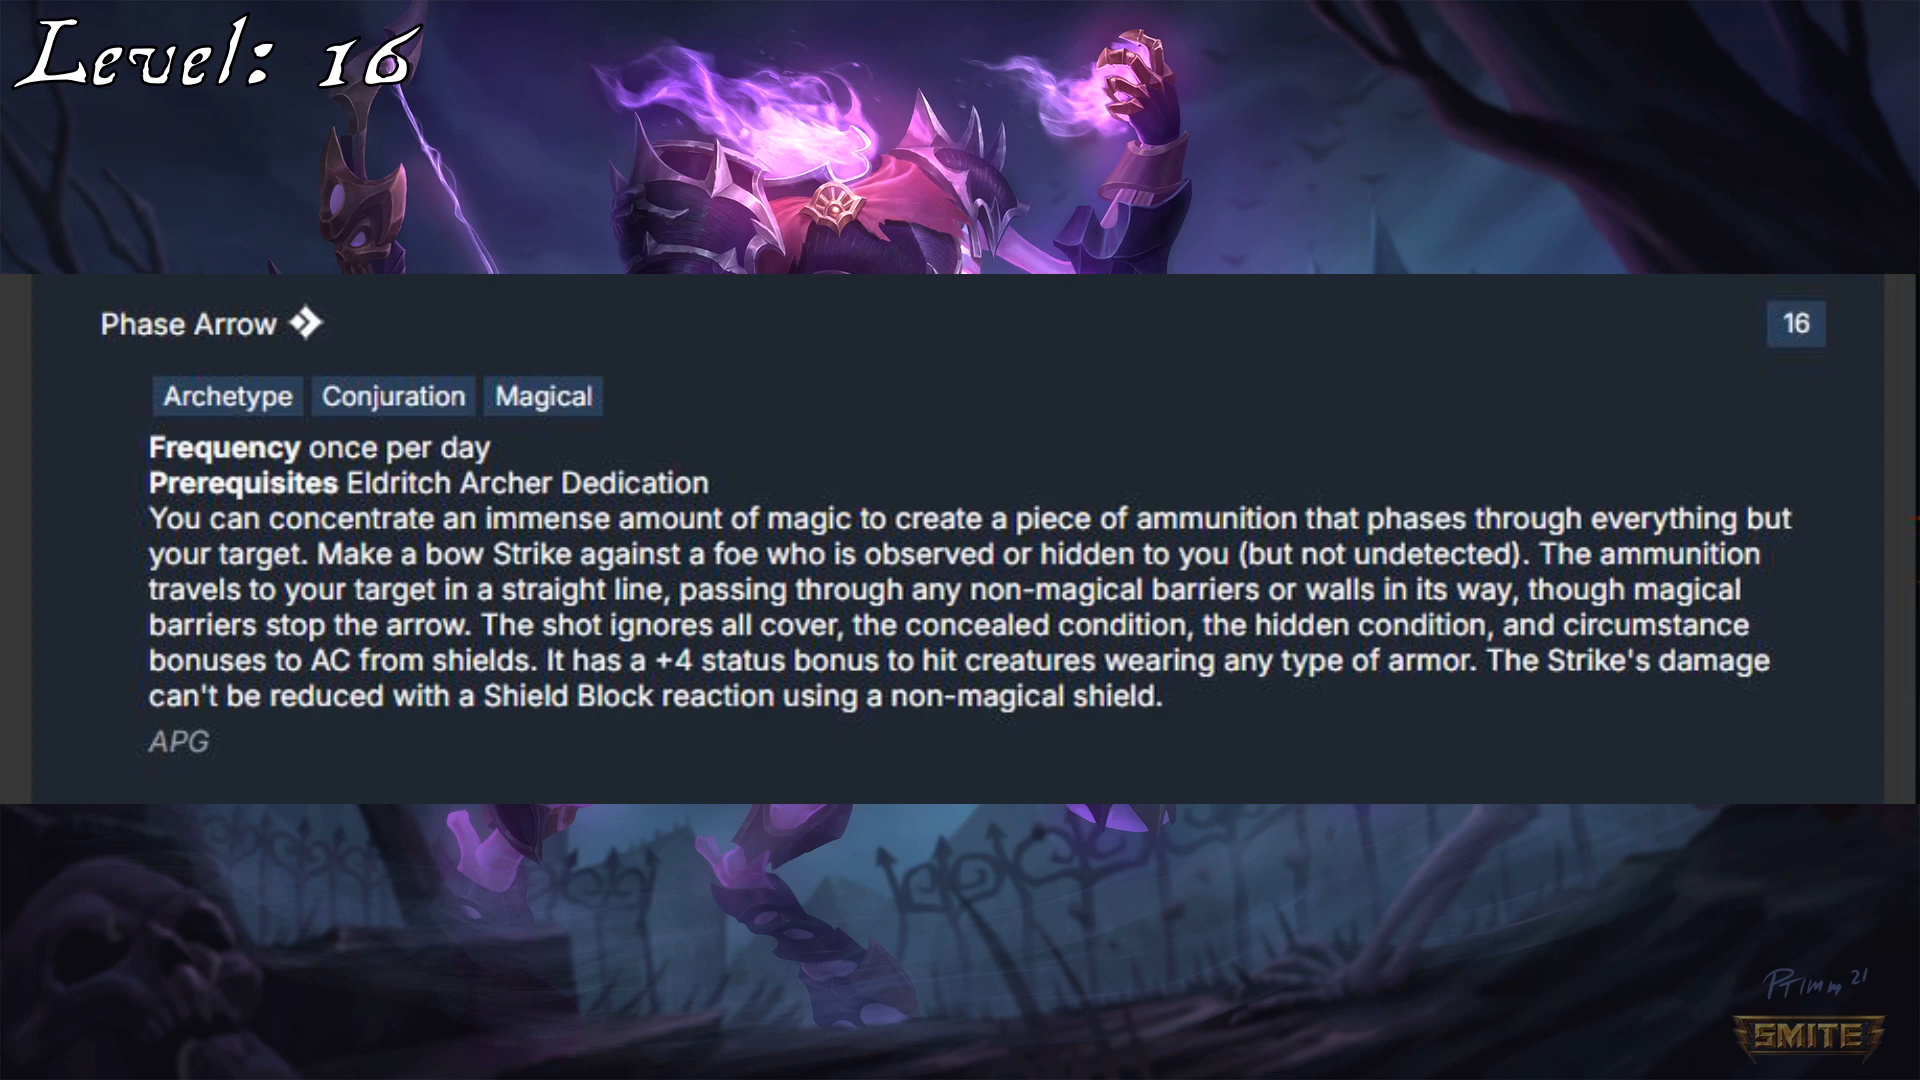 Level: 16
Phase Arrow
16
Archetype Conjuration Magical
Frequency once per day
Prerequisites Eldritch Archer Dedication
You can concentrate an immense amount of magic to create a piece of ammunition that phases through everything but
your target. Make a bow Strike against a foe who is observed or hidden to you (but not undetected). The ammunition
travels to your target in a straight line, passing through any non-magical barriers or walls in its way, though magical
barriers stop the arrow. The shot ignores all cover, the concealed condition, the hidden condition, and circumstance
bonuses to AC from shields. It has a +4 status bonus to hit creatures wearing any type of armor. The Strike's damage
can't be reduced with a Shield Block reaction using a non-magical shield.
APG
PTimm 21
SMITE